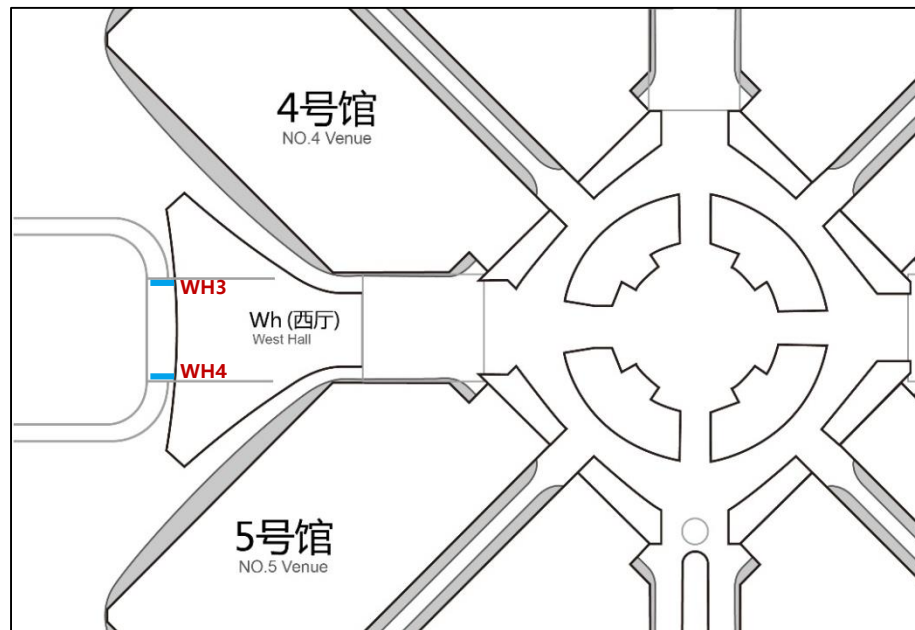 4号馆
NO.4 Venue
WH3
Wh (西厅)
West Hall
WH4
5号馆
NO.5 Venue